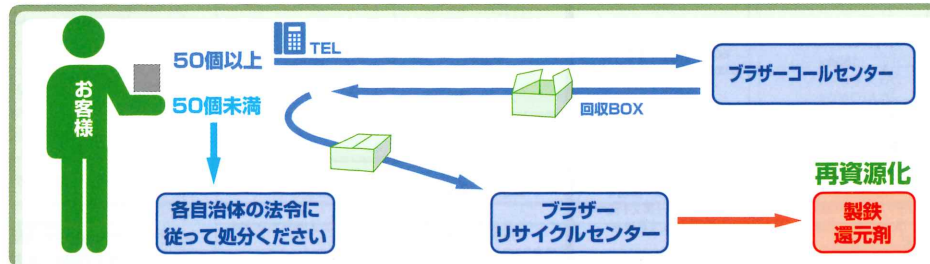 お客様
50個以上
TEL
ブラザーコールセンター
50個未満
回収BOX
各自治体の法令に
従って処分ください
ブラザー
リサイクルセンター
再資源化
製鉄
還元剤